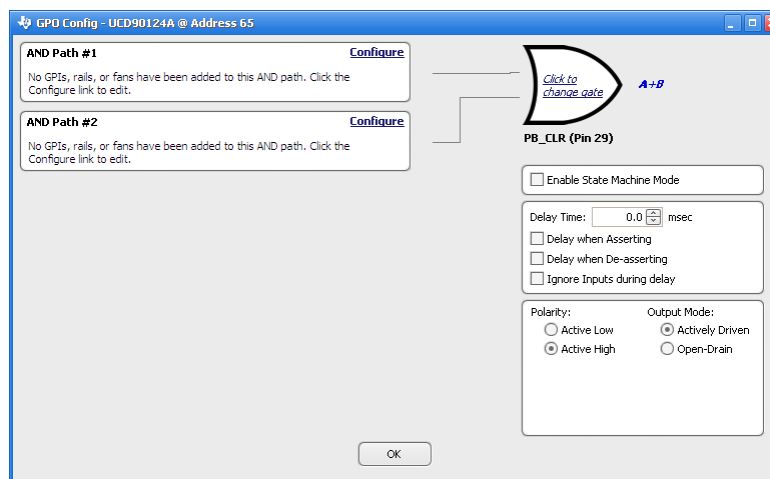 GPO Config - UCD90124A @ Address 65
AND Path #1
Configure
No GPIs, rails, or fans have been added to this AND path. Click the
Configure link to edit.
AND Path #2
Configure
No GPIs, rails, or fans have been added to this AND path. Click the
Configure link to edit.
Click to
change gate
A+B
PB_CLR (Pin 29)
Enable State Machine Mode
Delay Time: 0.0 msec
Delay when Asserting
Delay when De-asserting
Ignore Inputs during delay
Polarity: Output Mode:
Active Low Actively Driven
Active High Open-Drain
OK